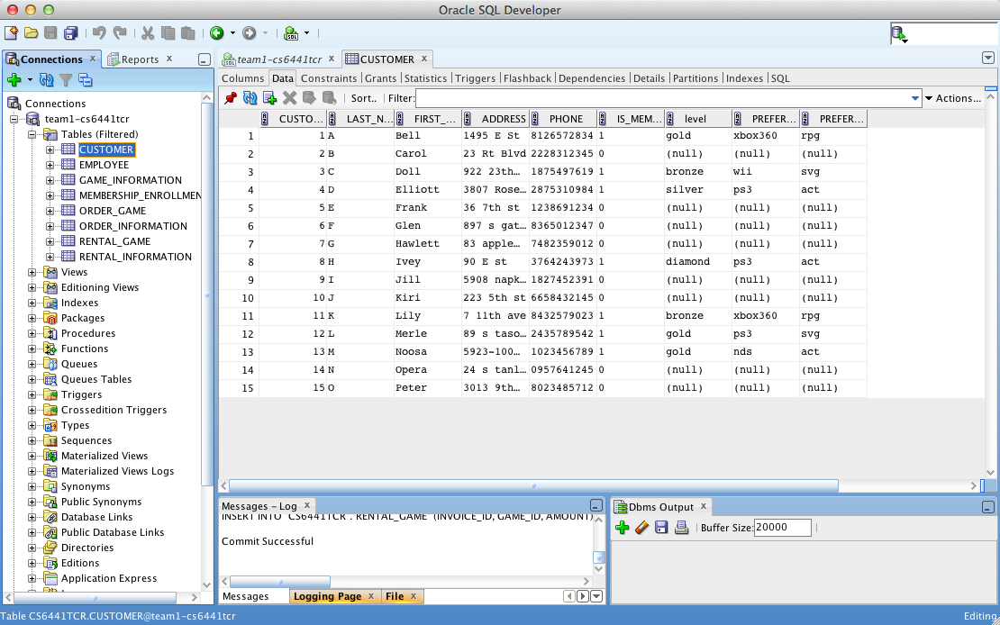 Oracle SQL Developer
Connections
Reports
team1-cs6441tcr
CUSTOMER
Columns Data Constraints Grants Statistics Triggers Flashback Dependencies Details Partitions Indexes SQL
Sort.. Filter: Actions...
Connections
team1-cs6441tcr
Tables (Filtered)
CUSTOMER
EMPLOYEE
GAME_INFORMATION
MEMBERSHIP_ENROLLMEN
ORDER_GAME
ORDER_INFORMATION
RENTAL_GAME
RENTAL_INFORMATION
Views
Editioning Views
Indexes
Packages
Procedures
Functions
Queues
Queues Tables
Triggers
Crossedition Triggers
Types
Sequences
Materialized Views
Materialized Views Logs
Synonyms
Public Synonyms
Database Links
Public Database Links
Directories
Editions
Application Express
CUSTO... LAST_N... FIRST_... ADDRESS PHONE IS_MEM... level PREFER... PREFER...
1 1 A Bell 1495 E St 8126572834 1 gold xbox360 rpg
2 2 B Carol 23 Rt Blvd 2228312345 0 (null) (null) (null)
3 3 C Doll 922 23th... 1875497619 1 bronze wii svg
4 4 D Elliott 3807 Rose... 2875310984 1 silver ps3 act
5 5 E Frank 36 7th st 1238691234 0 (null) (null) (null)
6 6 F Glen 897 s gat... 8365012347 0 (null) (null) (null)
7 7 G Hawlett 83 apple... 7482359012 0 (null) (null) (null)
8 8 H Ivey 90 E st 3764243973 1 diamond ps3 act
9 9 I Jill 5908 napk... 1827452391 0 (null) (null) (null)
10 10 J Kiri 223 5th st 6658432145 0 (null) (null) (null)
11 11 K Lily 7 11th ave 8432579023 1 bronze xbox360 rpg
12 12 L Merle 89 s taso... 2435789542 1 gold ps3 svg
13 13 M Noosa 5923-100... 1023456789 1 gold nds act
14 14 N Opera 24 s tanl... 0957641245 0 (null) (null) (null)
15 15 O Peter 3013 9th... 8023485712 0 (null) (null) (null)
Messages - Log
INSERT INTO "CS6441TCR"."RENTAL_GAME" (INVOICE_ID, GAME_ID, AMOUNT)
Commit Successful
Messages Logging Page File
Dbms Output
Buffer Size: 20000
Table CS6441TCR.CUSTOMER@team1-cs6441tcr
Editing